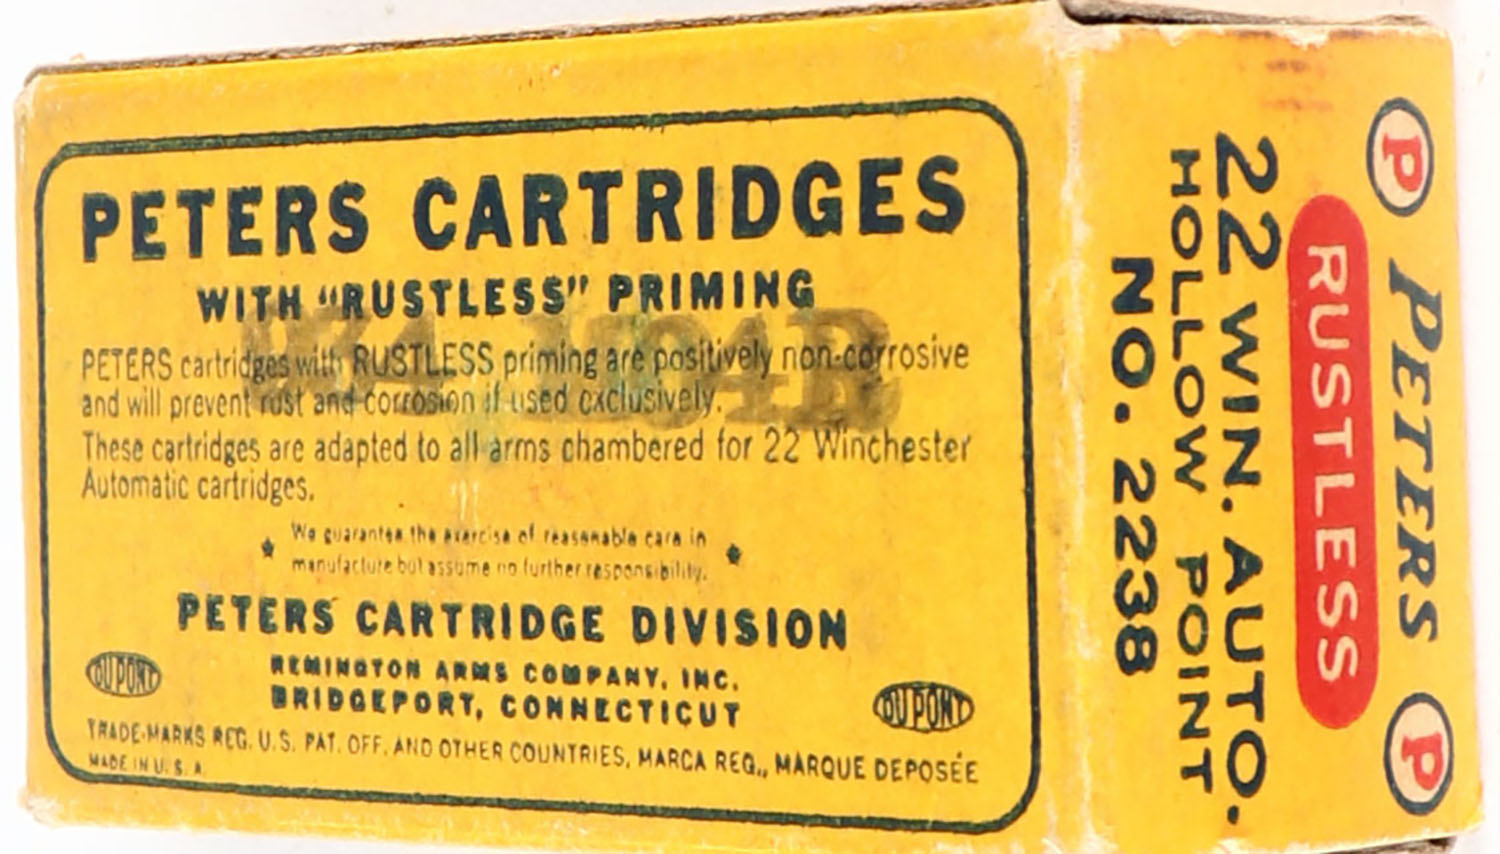 PETERS CARTRIDGES
WITH "RUSTLESS" PRIMING
PETERS cartridges with RUSTLESS priming are positively non-corrosive
and will prevent rust and corrosion if used exclusively.
These cartridges are adapted to all arms chambered for 22 Winchester
Automatic cartridges.
We guarantee the exercise of reasonable care in
manufacture but assume no further responsibility.
PETERS CARTRIDGE DIVISION
REMINGTON ARMS COMPANY, INC.
BRIDGEPORT, CONNECTICUT
DU PONT
DU PONT
TRADE-MARKS REG. U.S. PAT. OFF. AND OTHER COUNTRIES, MARCA REG., MARQUE DEPOSÉE
MADE IN U.S.A.
P PETERS P
RUSTLESS
22 WIN. AUTO.
HOLLOW POINT
NO. 2238